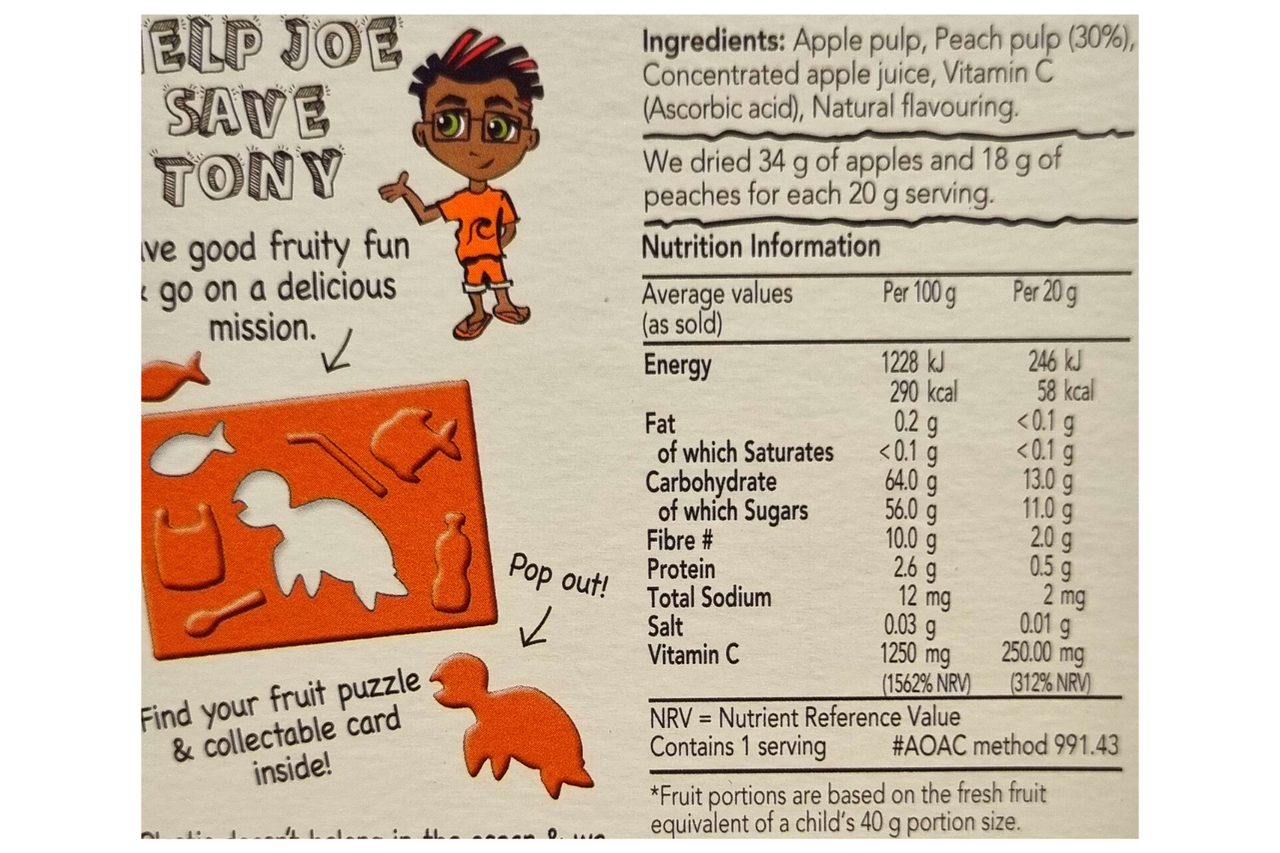 ELP JOE
SAVE
TONY
ve good fruity fun
& go on a delicious
mission.
Pop out!
Find your fruit puzzle
& collectable card
inside!
Ingredients: Apple pulp, Peach pulp (30%),
Concentrated apple juice, Vitamin C
(Ascorbic acid), Natural flavouring.
We dried 34 g of apples and 18 g of
peaches for each 20 g serving.
Nutrition Information
Average values Per 100 g Per 20 g
(as sold)
Energy 1228 kJ 246 kJ
290 kcal 58 kcal
Fat 0.2 g <0.1 g
of which Saturates <0.1 g <0.1 g
Carbohydrate 64.0 g 13.0 g
of which Sugars 56.0 g 11.0 g
Fibre # 10.0 g 2.0 g
Protein 2.6 g 0.5 g
Total Sodium 12 mg 2 mg
Salt 0.03 g 0.01 g
Vitamin C 1250 mg 250.00 mg
(1562% NRV) (312% NRV)
NRV = Nutrient Reference Value
Contains 1 serving #AOAC method 991.43
*Fruit portions are based on the fresh fruit
equivalent of a child's 40 g portion size.